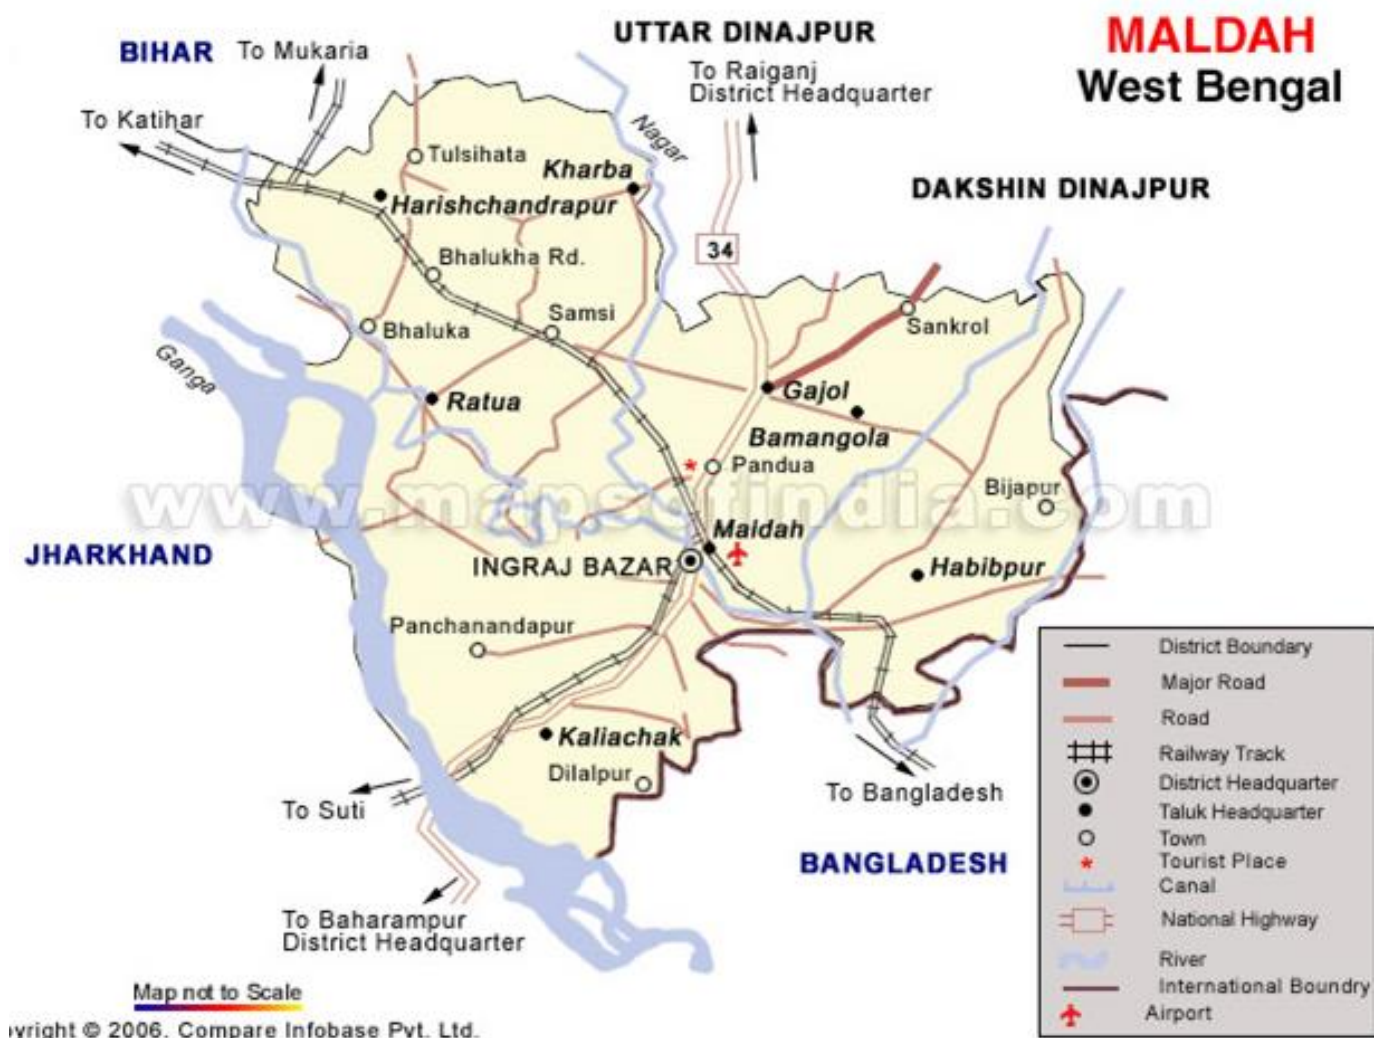 MALDAH
West Bengal
UTTAR DINAJPUR
BIHAR
To Mukaria
To Raiganj
District Headquarter
To Katihar
Nagar
Tulsihata
Kharba
DAKSHIN DINAJPUR
Harishchandrapur
34
Bhalukha Rd.
Samsi
Bhaluka
Sankrol
Ganga
Ratua
Gajol
Bamangola
Pandua
Bijapur
www.mapsofindia.com
Maldah
JHARKHAND
INGRAJ BAZAR
Habibpur
Panchanandapur
Kaliachak
Dilalpur
To Suti
To Bangladesh
BANGLADESH
To Baharampur
District Headquarter
District Boundary
Major Road
Road
Railway Track
District Headquarter
Taluk Headquarter
Town
Tourist Place
Canal
National Highway
River
International Boundry
Airport
Map not to Scale
yright © 2006. Compare Infobase Pvt. Ltd.